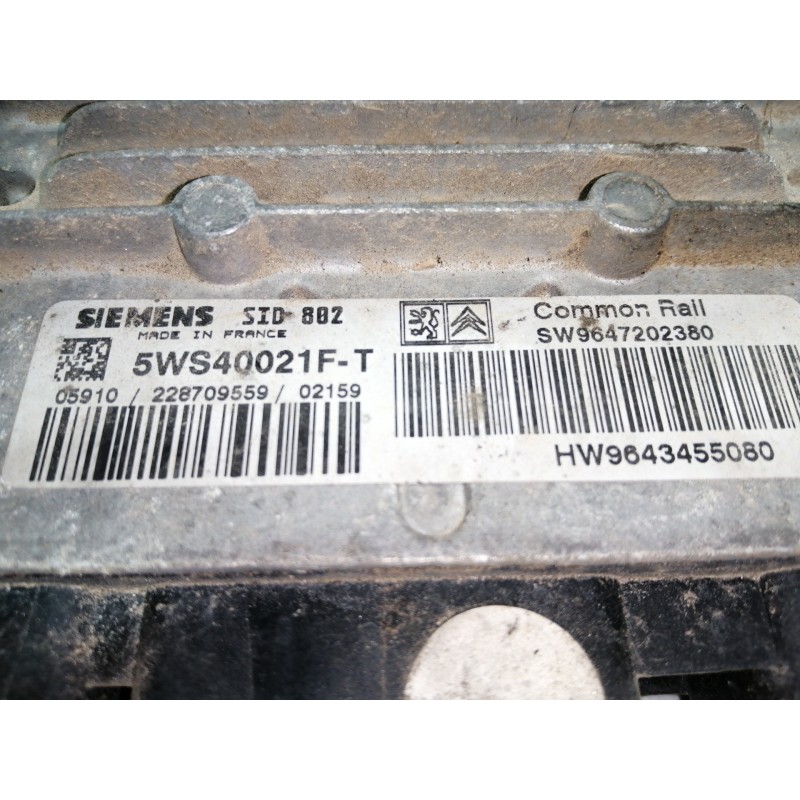 SIEMENS SID 802
MADE IN FRANCE
5WS40021F-T
05910 / 228709559 / 02159
Common Rail
SW9647202380
HW9643455080